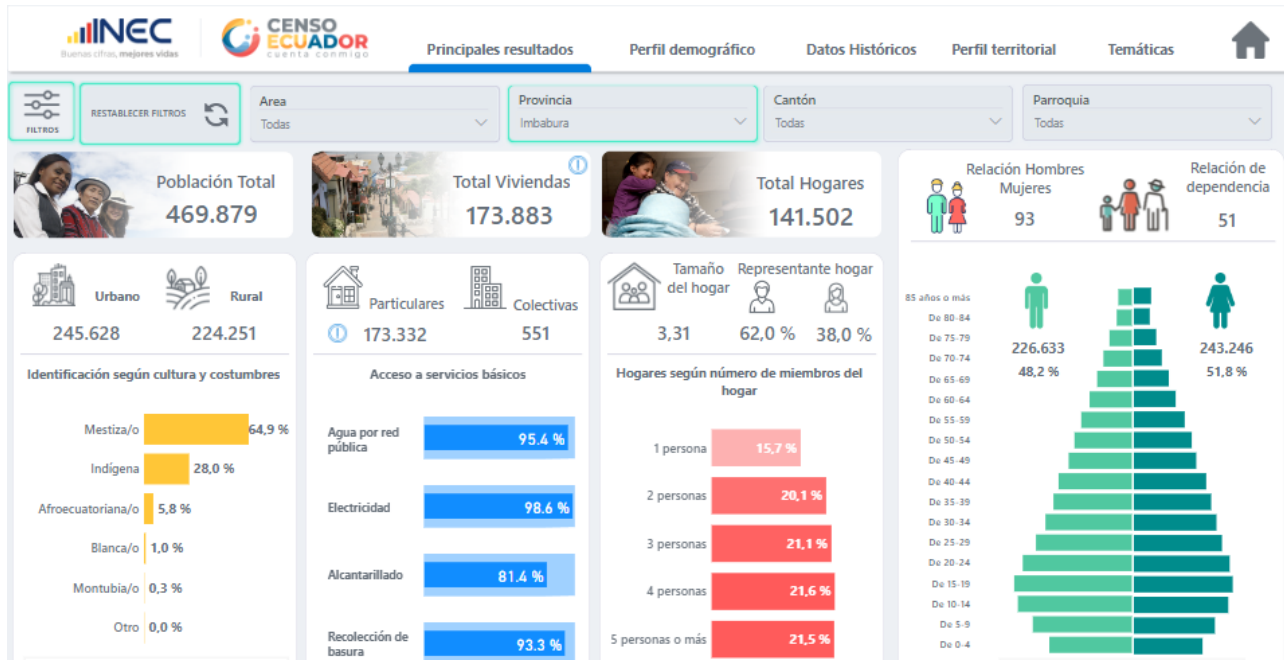 INEC
Buenas cifras, mejores vidas
CENSO
ECUADOR
cuenta conmigo
Principales resultados
Perfil demográfico
Datos Históricos
Perfil territorial
Temáticas
FILTROS
RESTABLECER FILTROS
Area
Todas
Provincia
Imbabura
Cantón
Todas
Parroquia
Todas
Población Total
469.879
Total Viviendas
173.883
Total Hogares
141.502
Relación Hombres
Mujeres
93
Relación de
dependencia
51
Urbano
245.628
Rural
224.251
Identificación según cultura y costumbres
Mestiza/o 64,9 %
Indígena 28,0 %
Afroecuatoriana/o 5,8 %
Blanca/o 1,0 %
Montubia/o 0,3 %
Otro 0,0 %
Particulares
173.332
Colectivas
551
Acceso a servicios básicos
Agua por red
pública
95.4 %
Electricidad 98.6 %
Alcantarillado 81.4 %
Recolección de
basura
93.3 %
Tamaño
del hogar
3,31
Representante hogar
62,0 % 38,0 %
Hogares según número de miembros del
hogar
1 persona 15,7 %
2 personas 20,1 %
3 personas 21,1 %
4 personas 21,6 %
5 personas o más 21,5 %
226.633
48,2 %
243.246
51,8 %
85 años o más
De 80-84
De 75-79
De 70-74
De 65-69
De 60-64
De 55-59
De 50-54
De 45-49
De 40-44
De 35-39
De 30-34
De 25-29
De 20-24
De 15-19
De 10-14
De 5-9
De 0-4